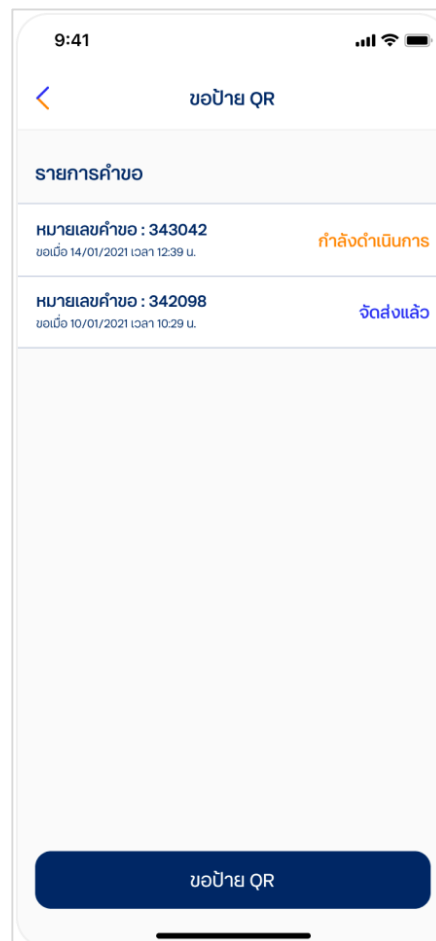 9:41
ขอป้าย QR
รายการคำขอ
หมายเลขคำขอ : 343042
กำลังดำเนินการ
ขอเมื่อ 14/01/2021 เวลา 12:39 น.
หมายเลขคำขอ : 342098
จัดส่งแล้ว
ขอเมื่อ 10/01/2021 เวลา 10:29 น.
ขอป้าย QR